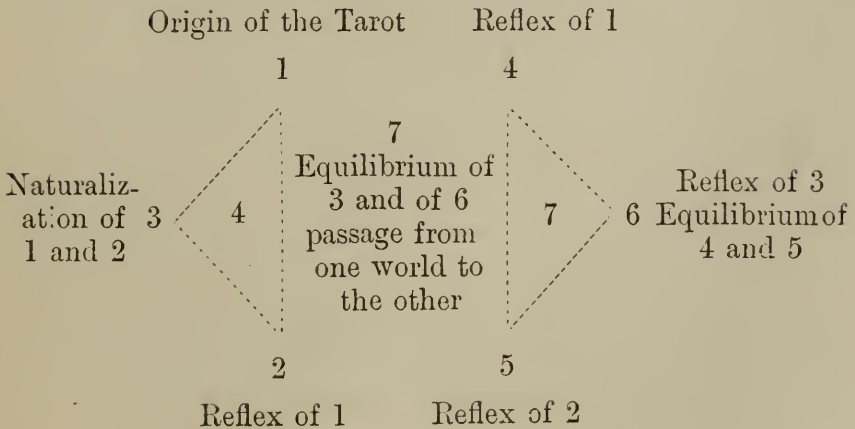 Origin of the Tarot Reflex of 1
1 4
7
Equilibrium of
3 and of 6
passage from
one world to
the other
Naturaliz-
ation of 3
1 and 2
4
7
Reflex of 3
6 Equilibrium of
4 and 5
2 5
Reflex of 1 Reflex of 2